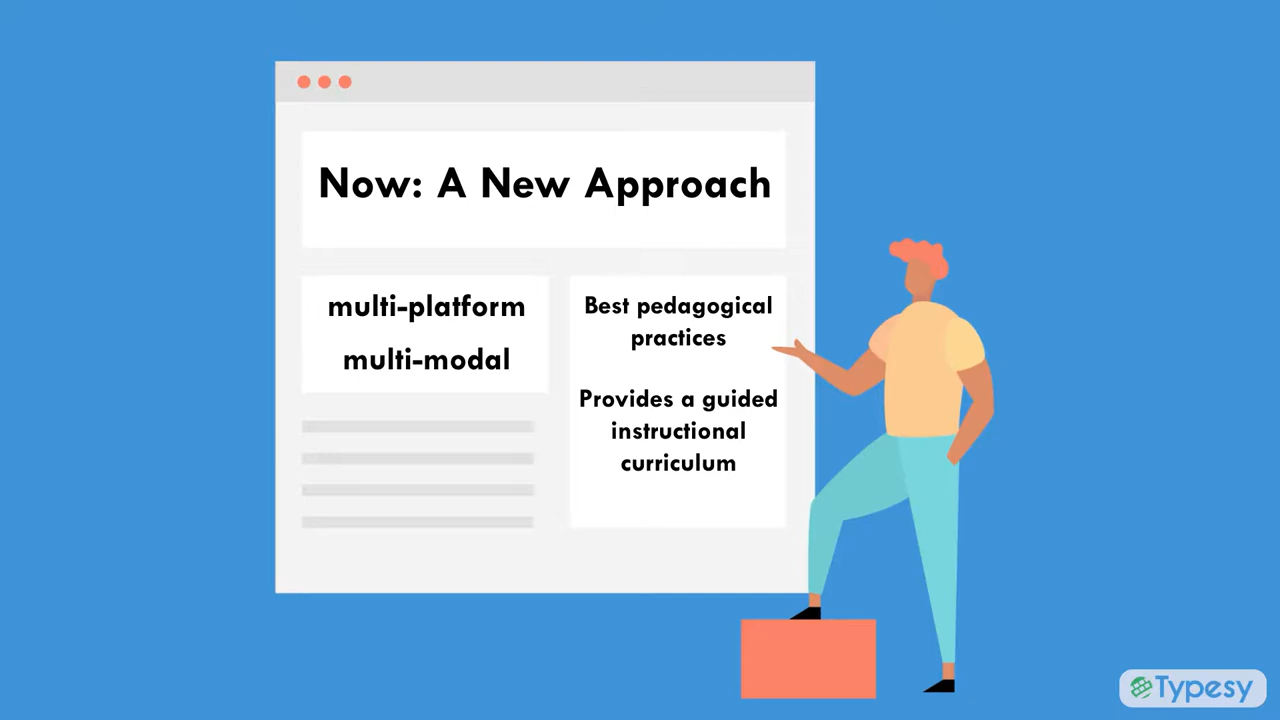 Now: A New Approach
multi-platform
multi-modal
Best pedagogical
practices
Provides a guided
instructional
curriculum
Typesy